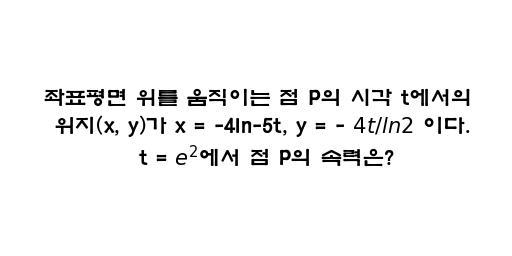 좌표평면 위를 움직이는 점 P의 시각 t에서의
위지(x, y)가 x = -4ln-5t, y = - 4t/ln2 이다.
t = e²에서 점 P의 속력은?